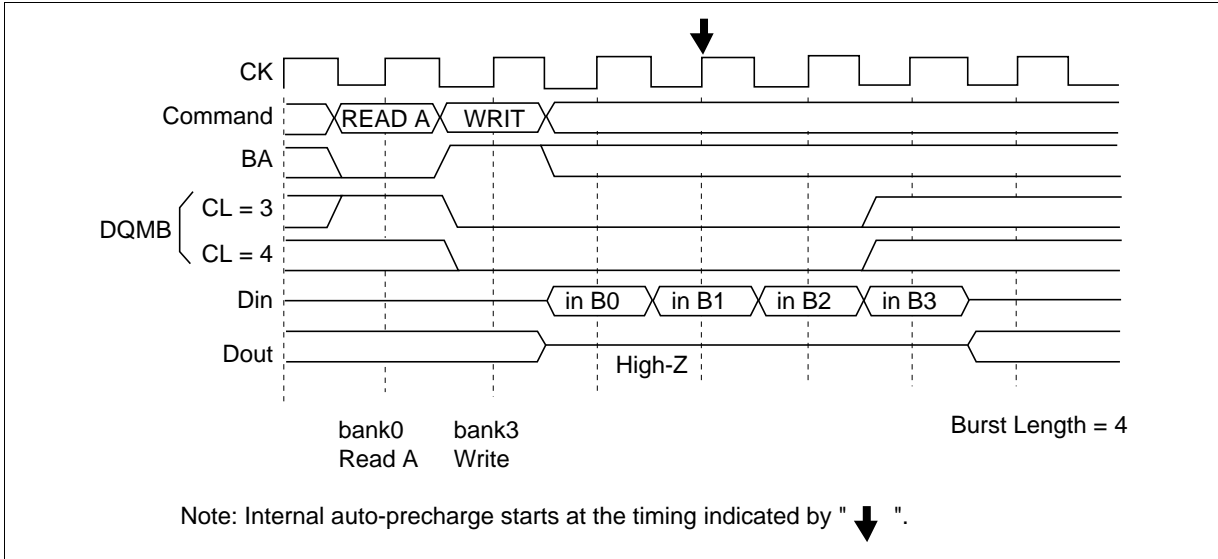 CK
Command READ A WRIT
BA
DQMB CL = 3
CL = 4
Din in B0 in B1 in B2 in B3
Dout High-Z
bank0 bank3 Burst Length = 4
Read A Write
Note: Internal auto-precharge starts at the timing indicated by " ".